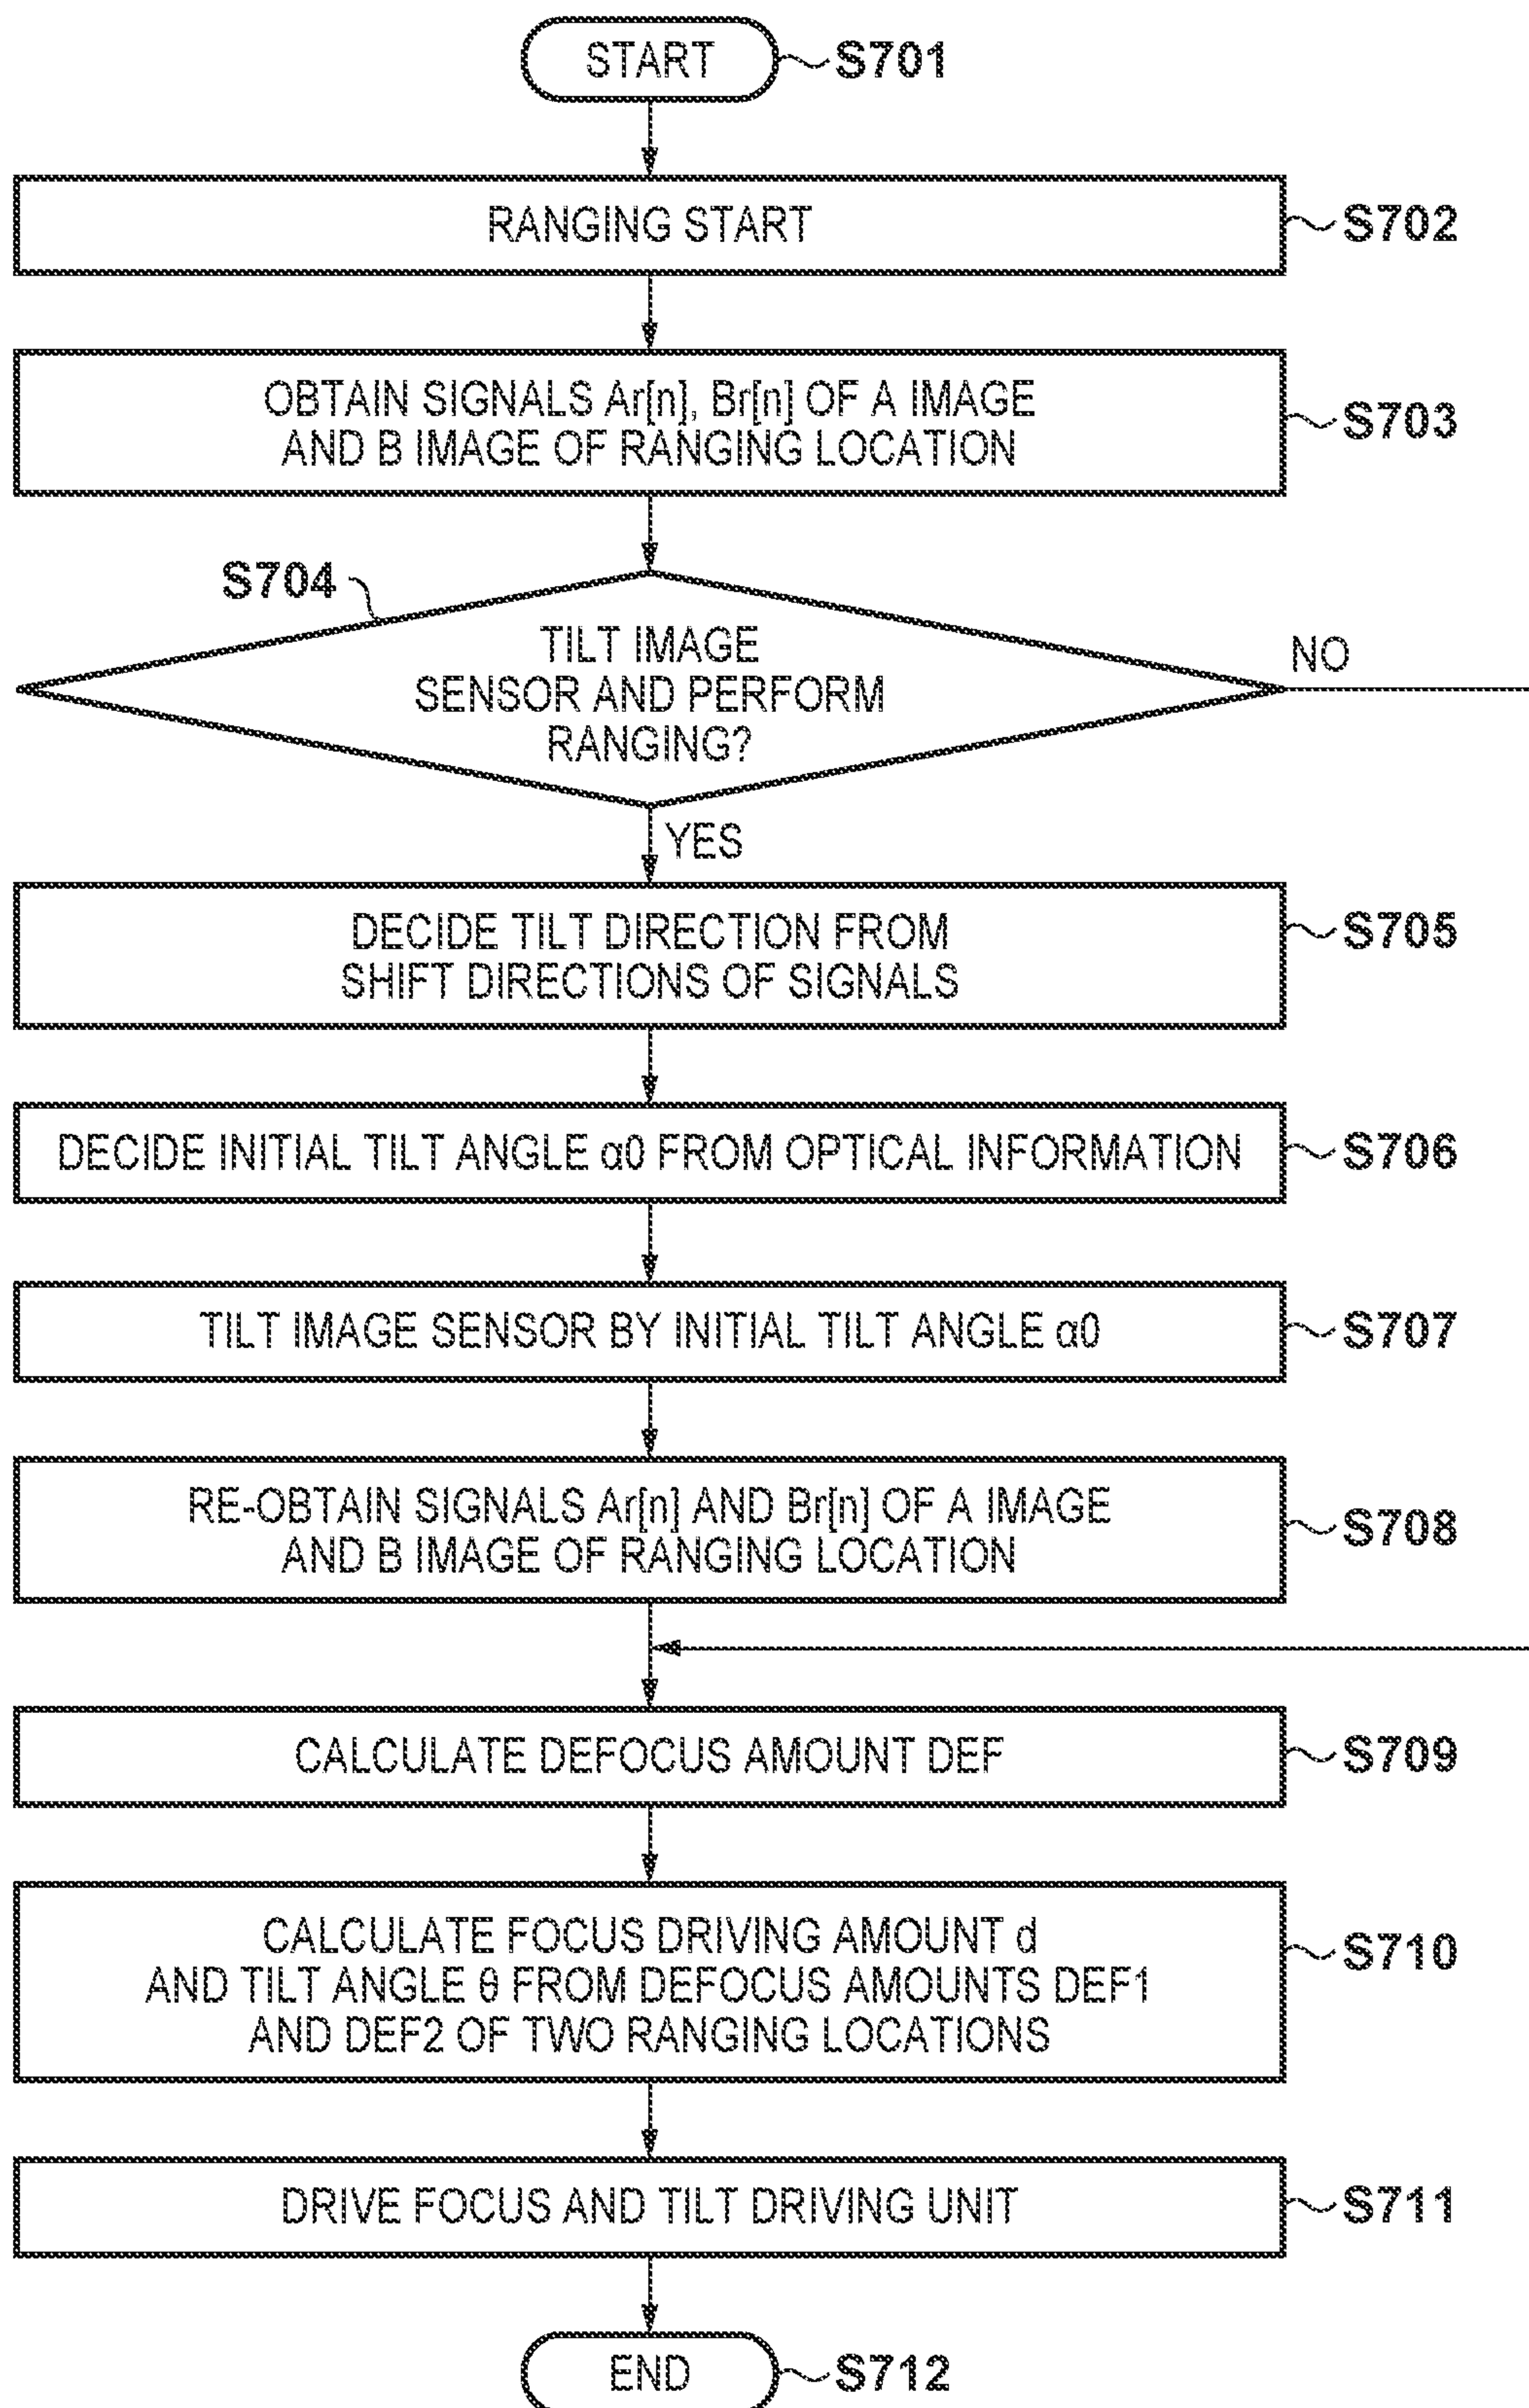 START
S701
RANGING START
S702
OBTAIN SIGNALS Ar[n], Br[n] OF A IMAGE
AND B IMAGE OF RANGING LOCATION
S703
S704
TILT IMAGE
SENSOR AND PERFORM
RANGING?
NO
YES
DECIDE TILT DIRECTION FROM
SHIFT DIRECTIONS OF SIGNALS
S705
DECIDE INITIAL TILT ANGLE α0 FROM OPTICAL INFORMATION
S706
TILT IMAGE SENSOR BY INITIAL TILT ANGLE α0
S707
RE-OBTAIN SIGNALS Ar[n] AND Br[n] OF A IMAGE
AND B IMAGE OF RANGING LOCATION
S708
CALCULATE DEFOCUS AMOUNT DEF
S709
CALCULATE FOCUS DRIVING AMOUNT d
AND TILT ANGLE θ FROM DEFOCUS AMOUNTS DEF1
AND DEF2 OF TWO RANGING LOCATIONS
S710
DRIVE FOCUS AND TILT DRIVING UNIT
S711
END
S712